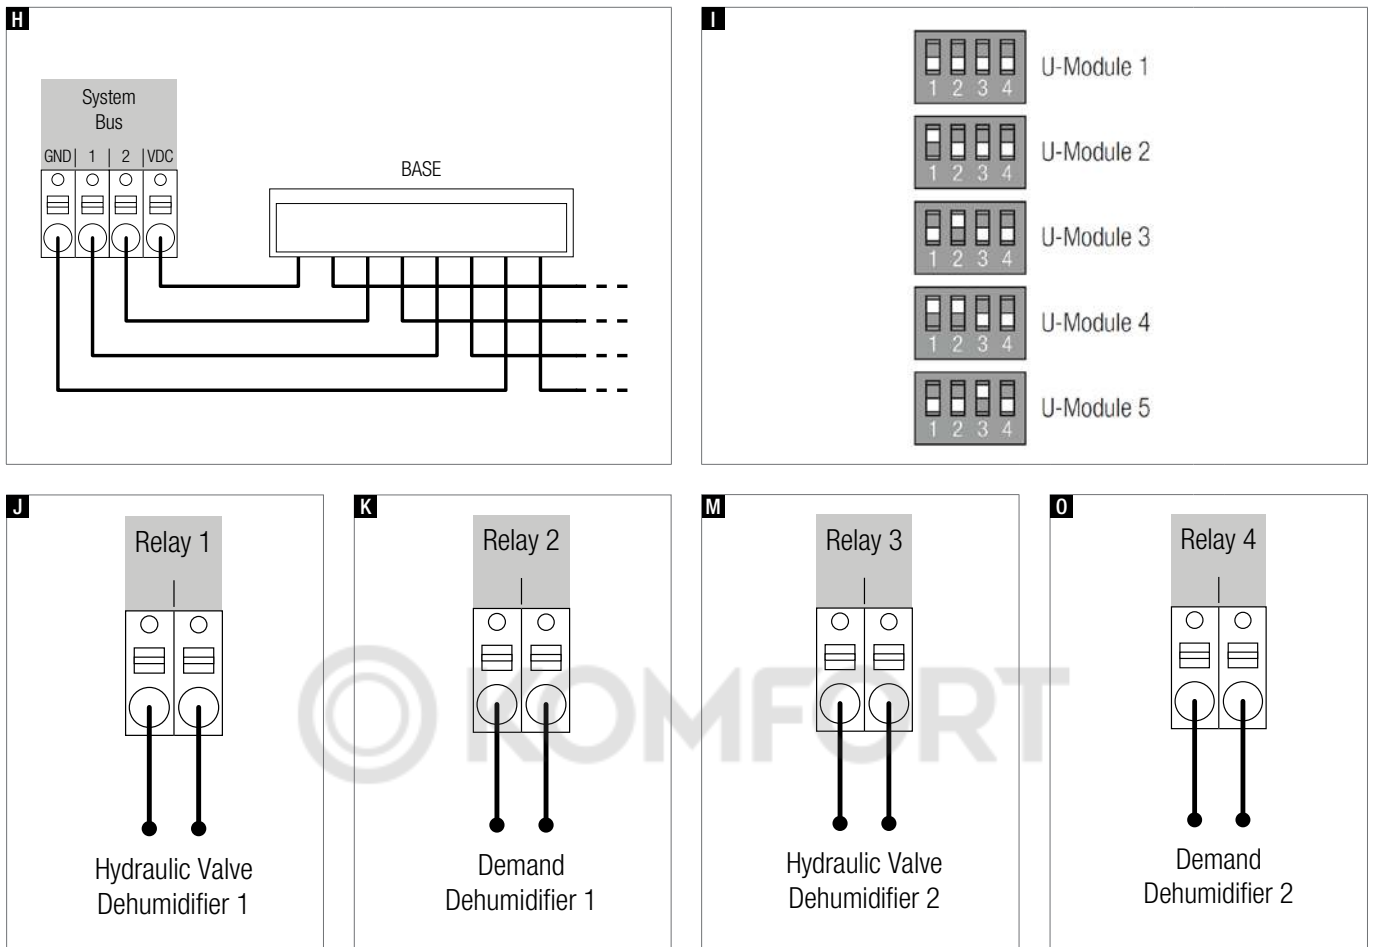 H
System
Bus
GND 1 2 VDC
BASE
I
1 2 3 4
U-Module 1
1 2 3 4
U-Module 2
1 2 3 4
U-Module 3
1 2 3 4
U-Module 4
1 2 3 4
U-Module 5
J
Relay 1
Hydraulic Valve
Dehumidifier 1
K
Relay 2
Demand
Dehumidifier 1
M
Relay 3
Hydraulic Valve
Dehumidifier 2
O
Relay 4
Demand
Dehumidifier 2
KOMFORT